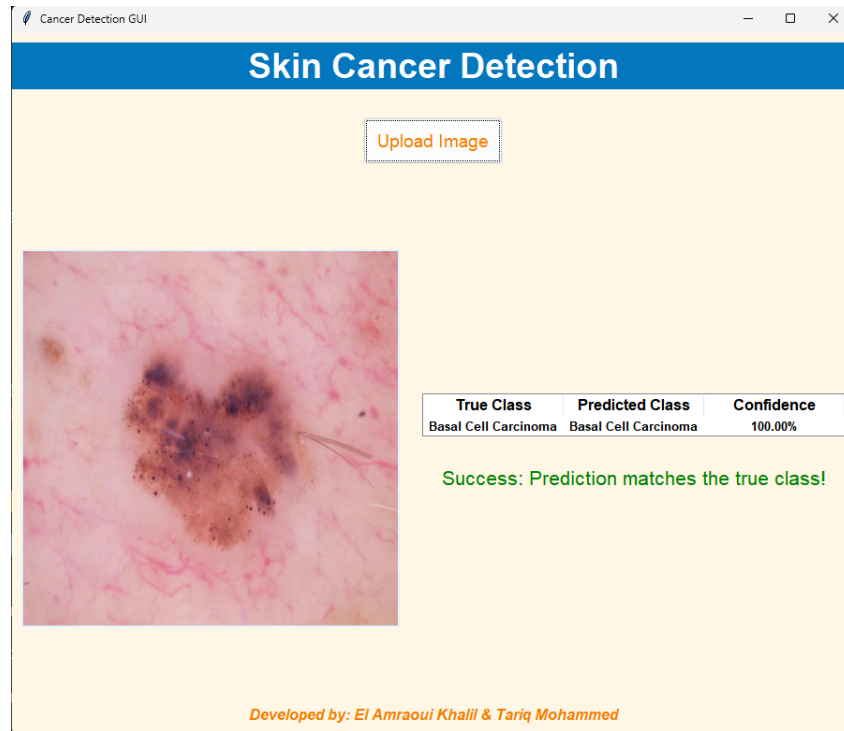 Cancer Detection GUI
Skin Cancer Detection
Upload Image
True Class Predicted Class Confidence
Basal Cell Carcinoma Basal Cell Carcinoma 100.00%
Success: Prediction matches the true class!
Developed by: El Amraoui Khalil & Tariq Mohammed